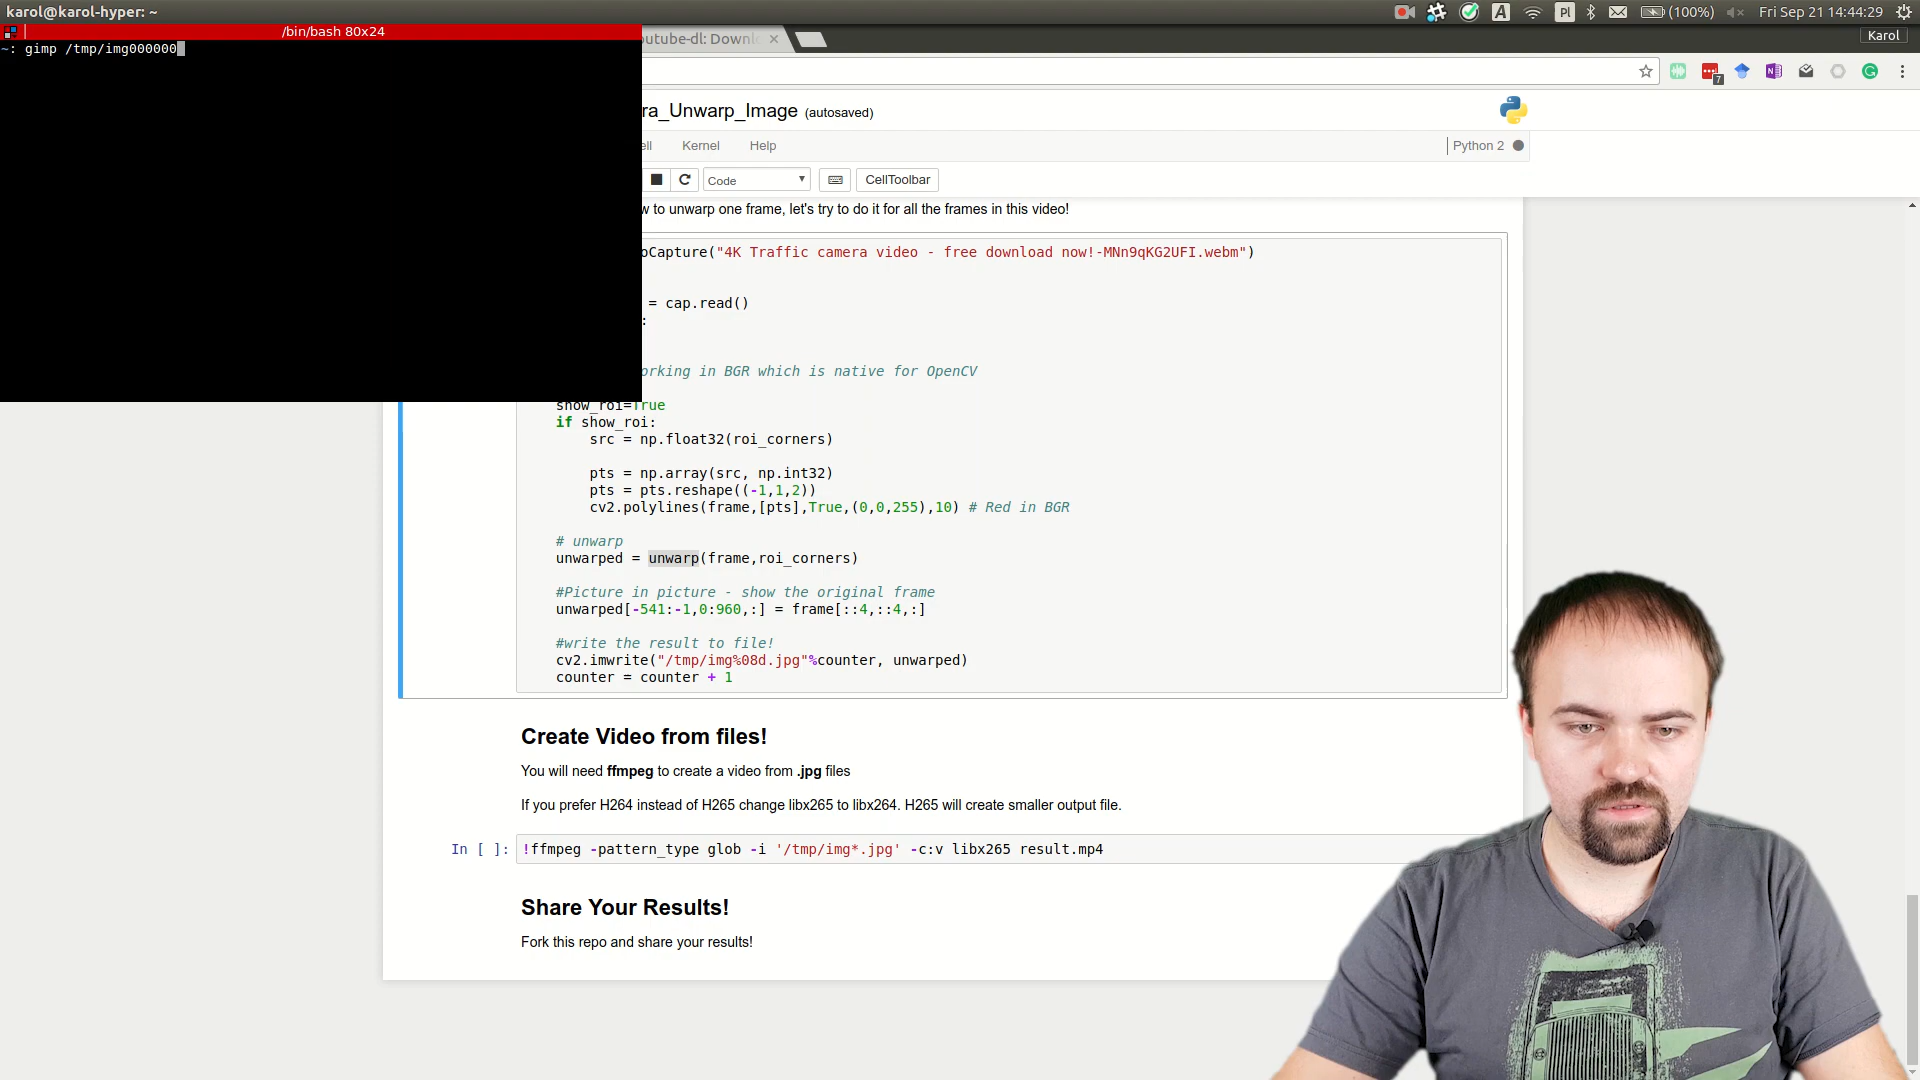 karol@karol-hyper: ~
(100%)
Fri Sep 21 14:44:29
/bin/bash 80x24
Karol
~: gimp /tmp/img000000
utube-dl: Downl
Pl
A
7
ra_Unwarp_Image (autosaved)
ell Kernel Help
Python 2
Code
CellToolbar
w to unwarp one frame, let's try to do it for all the frames in this video!
oCapture("4K Traffic camera video - free download now!-MNn9qKG2UFI.webm")
= cap.read()
:
orking in BGR which is native for OpenCV
show_roi=True
if show_roi:
src = np.float32(roi_corners)
pts = np.array(src, np.int32)
pts = pts.reshape((-1,1,2))
cv2.polylines(frame,[pts],True,(0,0,255),10) # Red in BGR
# unwarp
unwarped = unwarp(frame,roi_corners)
#Picture in picture - show the original frame
unwarped[-541:-1,0:960,:] = frame[::4,::4,:]
#write the result to file!
cv2.imwrite("/tmp/img%08d.jpg"%counter, unwarped)
counter = counter + 1
Create Video from files!
You will need ffmpeg to create a video from .jpg files
If you prefer H264 instead of H265 change libx265 to libx264. H265 will create smaller output file.
In [ ]: !ffmpeg -pattern_type glob -i '/tmp/img*.jpg' -c:v libx265 result.mp4
Share Your Results!
Fork this repo and share your results!